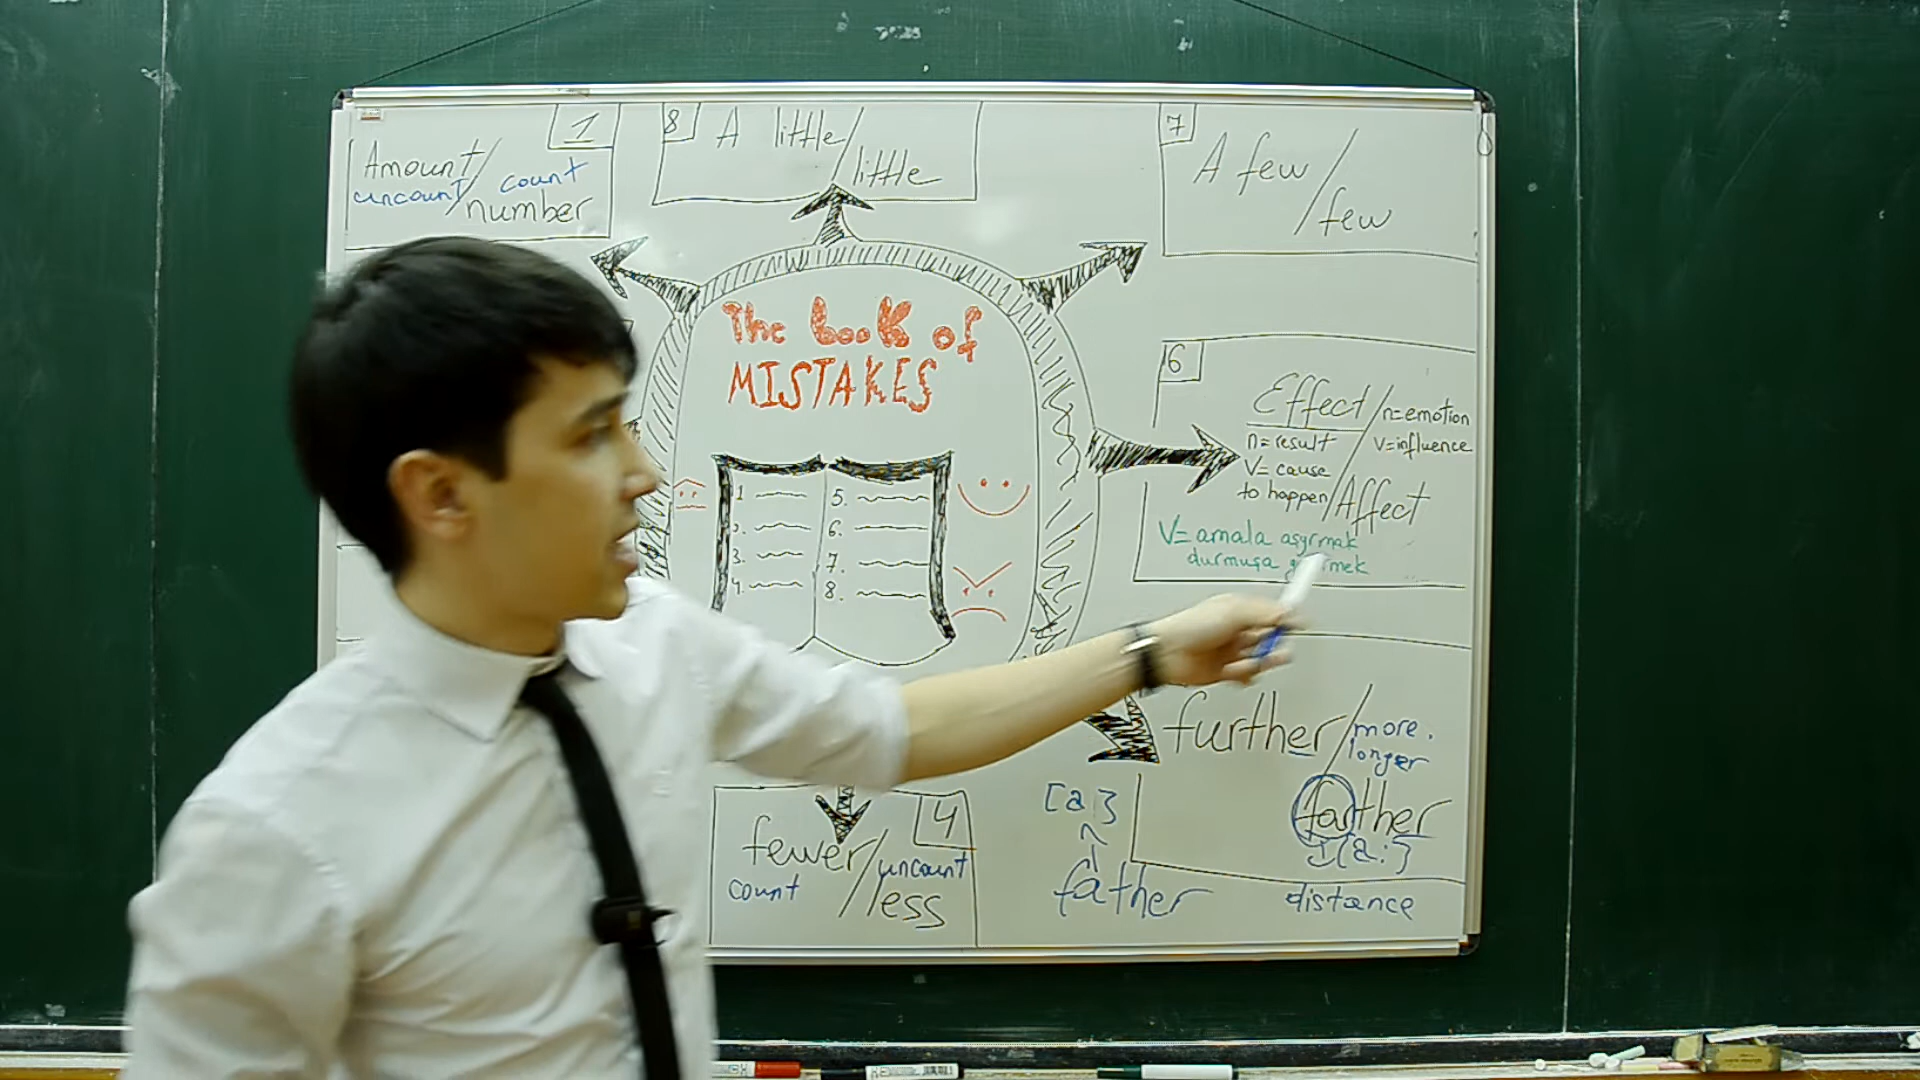 1
Amount/
uncount/ count
number
8
A little/
little
7
A few/
few
The book of
MISTAKES
1
5.
6.
3.
7.
4.
8.
6
Effect/
n=result
V= cause
to happen/
n=emotion
v=influence
Affect
V= amala aşyrmak
durmuşa
further/
more.
longer
farther
[a:]
distance
[a:]
father
4
fewer/
count
uncount
less